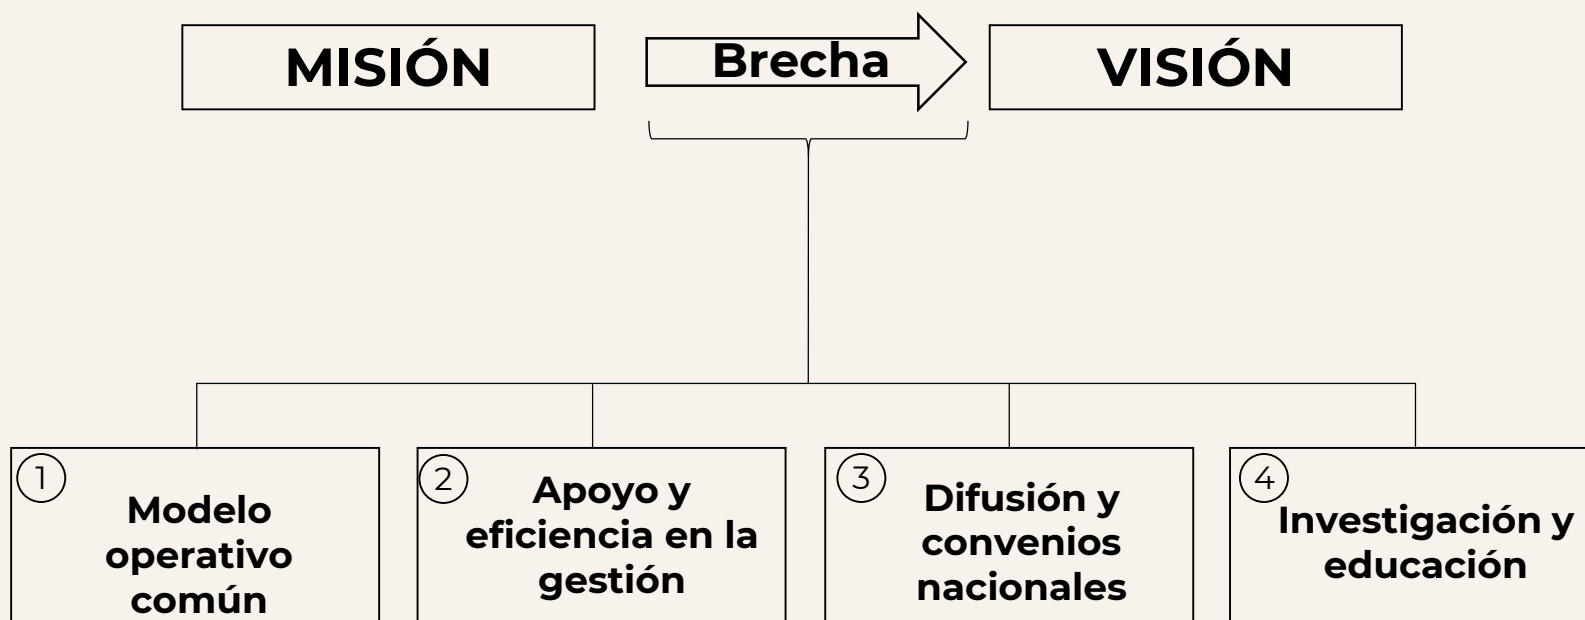 MISIÓN
Brecha
VISIÓN
1
Modelo
operativo
común
2
Apoyo y
eficiencia en la
gestión
3
Difusión y
convenios
nacionales
4
Investigación y
educación